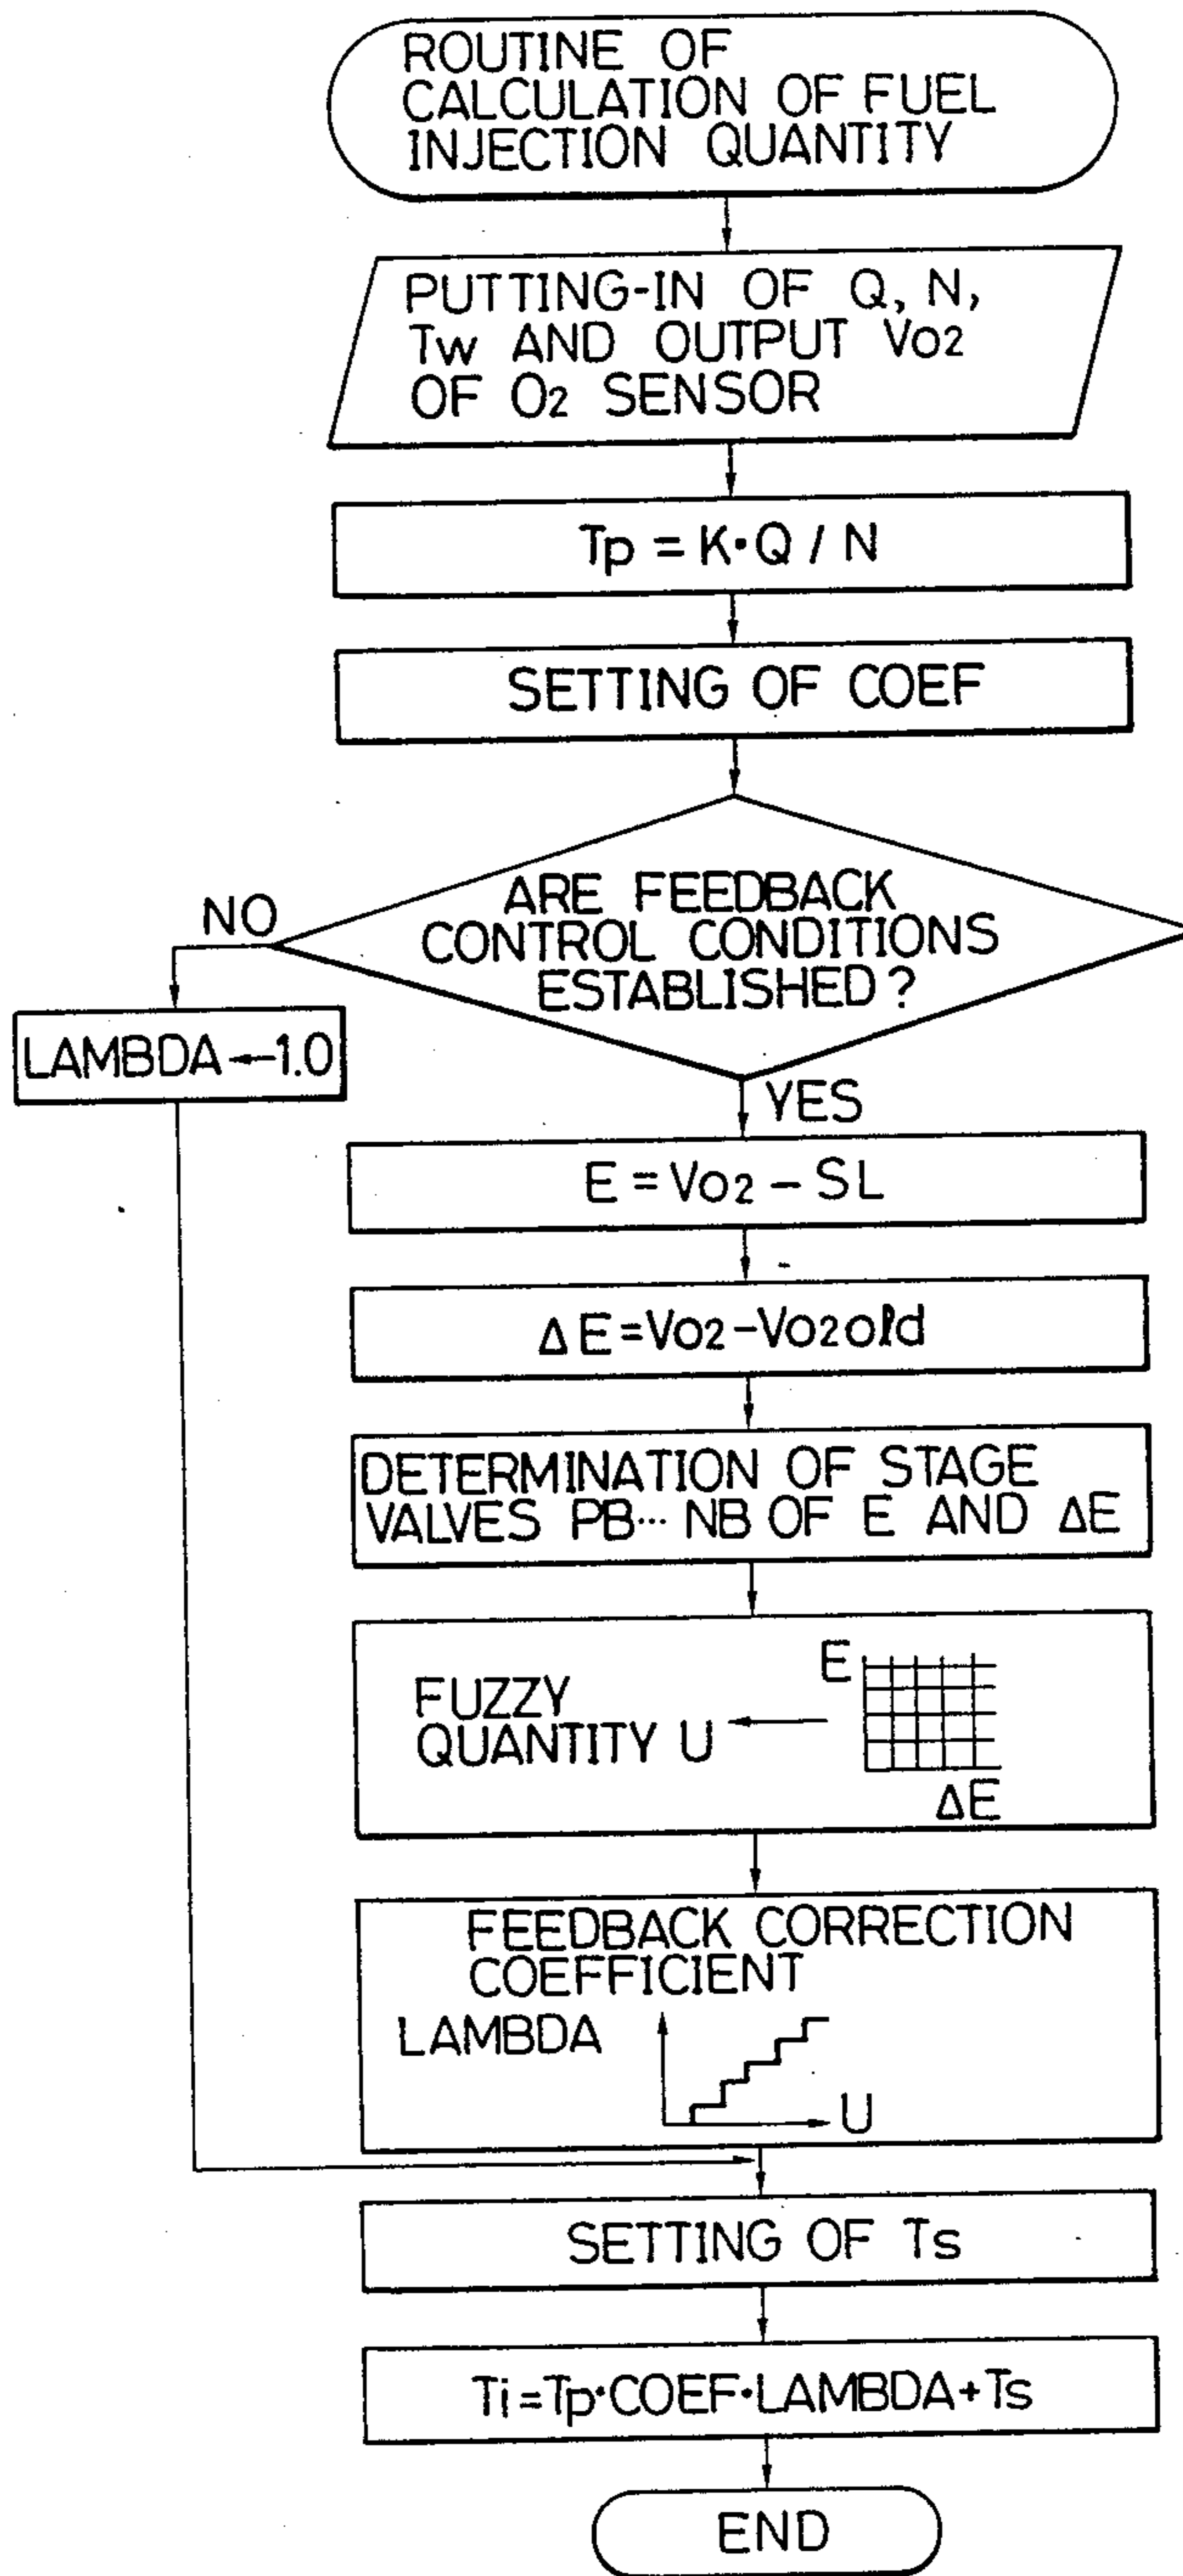 ROUTINE OF
CALCULATION OF FUEL
INJECTION QUANTITY
PUTTING-IN OF Q, N,
Tw AND OUTPUT Vo2
OF O2 SENSOR
Tp = K·Q / N
SETTING OF COEF
ARE FEEDBACK
CONTROL CONDITIONS
ESTABLISHED?
NO
LAMBDA←1.0
YES
E = Vo2 - SL
ΔE = Vo2 - Vo2old
DETERMINATION OF STAGE
VALVES PB··· NB OF E AND ΔE
E
FUZZY
QUANTITY U ←
ΔE
FEEDBACK CORRECTION
COEFFICIENT
LAMBDA
U
SETTING OF Ts
Ti=Tp·COEF·LAMBDA+Ts
END